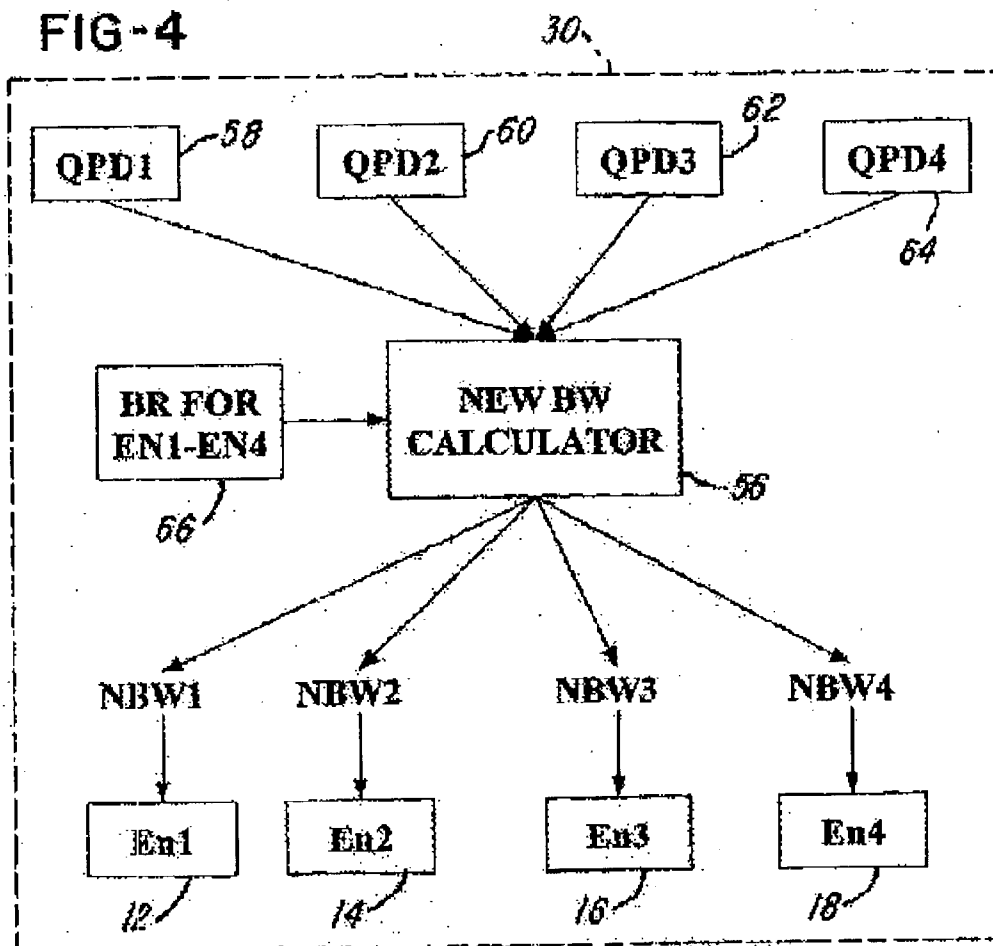 FIG-4
30
QPD1
58
QPD2
60
QPD3
62
QPD4
64
BR FOR
EN1-EN4
66
NEW BW
CALCULATOR
56
NBW1
NBW2
NBW3
NBW4
En1
En2
En3
En4
12
14
16
18